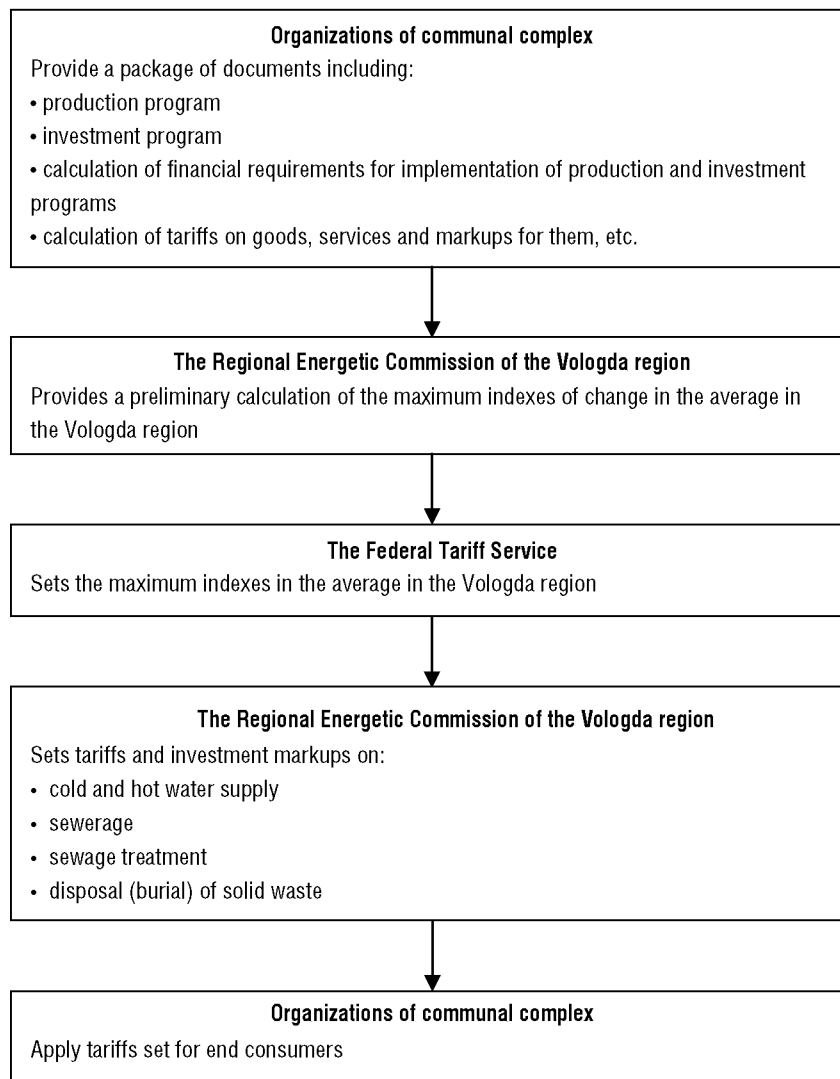 Organizations of communal complex
Provide a package of documents including:
• production program
• investment program
• calculation of financial requirements for implementation of production and investment
programs
• calculation of tariffs on goods, services and markups for them, etc.
The Regional Energetic Commission of the Vologda region
Provides a preliminary calculation of the maximum indexes of change in the average in
the Vologda region
The Federal Tariff Service
Sets the maximum indexes in the average in the Vologda region
The Regional Energetic Commission of the Vologda region
Sets tariffs and investment markups on:
• cold and hot water supply
• sewerage
• sewage treatment
• disposal (burial) of solid waste
Organizations of communal complex
Apply tariffs set for end consumers